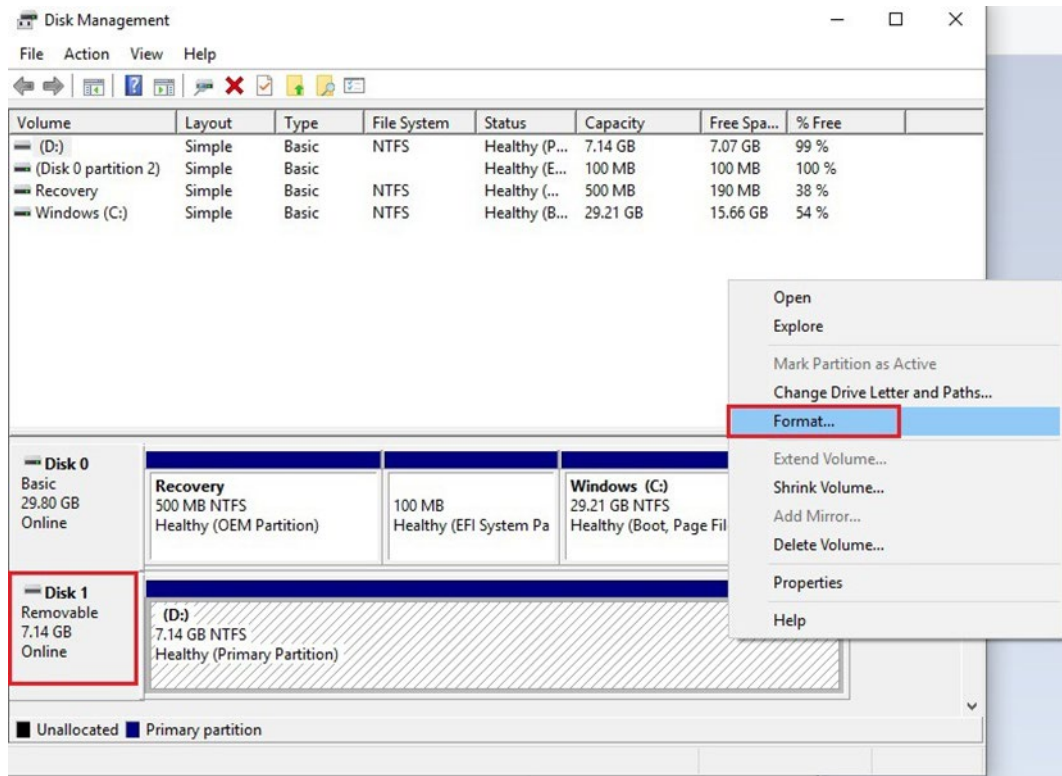 Disk Management
File Action View Help
Volume Layout Type File System Status Capacity Free Spa... % Free
(D:) Simple Basic NTFS Healthy (P... 7.14 GB 7.07 GB 99 %
(Disk 0 partition 2) Simple Basic Healthy (E... 100 MB 100 MB 100 %
Recovery Simple Basic NTFS Healthy (... 500 MB 190 MB 38 %
Windows (C:) Simple Basic NTFS Healthy (B... 29.21 GB 15.66 GB 54 %
Open
Explore
Mark Partition as Active
Change Drive Letter and Paths...
Format...
Extend Volume...
Shrink Volume...
Add Mirror...
Delete Volume...
Properties
Help
Disk 0
Basic
29.80 GB
Online
Recovery
500 MB NTFS
Healthy (OEM Partition)
100 MB
Healthy (EFI System Pa
Windows (C:)
29.21 GB NTFS
Healthy (Boot, Page Fil
Disk 1
Removable
7.14 GB
Online
(D:)
7.14 GB NTFS
Healthy (Primary Partition)
Unallocated Primary partition